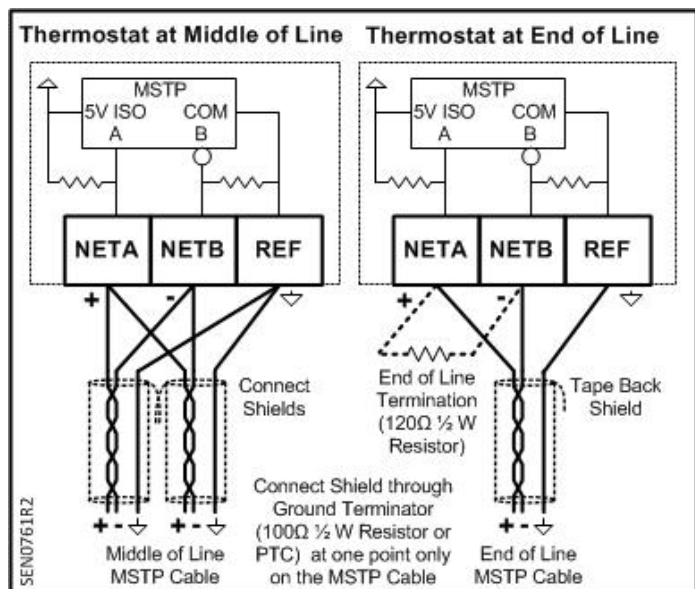 Thermostat at Middle of Line
MSTP
5V ISO COM
A B
NETA NETB REF
+ -
Connect
Shields
+ - + -
Middle of Line
MSTP Cable
Thermostat at End of Line
MSTP
5V ISO COM
A B
NETA NETB REF
+ -
End of Line
Termination
(120Ω ½ W
Resistor)
Tape Back
Shield
Connect Shield through
Ground Terminator
(100Ω ½ W Resistor or
PTC) at one point only
on the MSTP Cable
+ -
End of Line
MSTP Cable
SEN0761R2